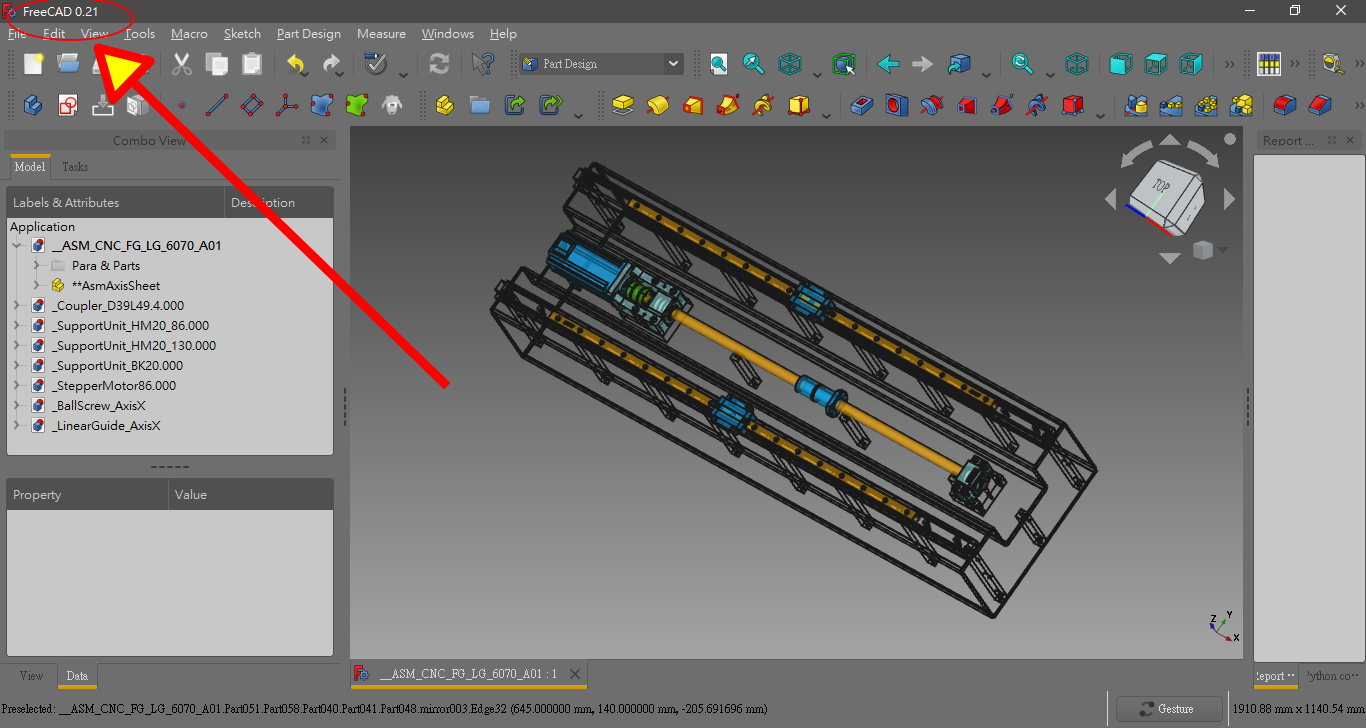 FreeCAD 0.21
File Edit View Tools Macro Sketch Part Design Measure Windows Help
Part Design
Combo View
Report ...
Model Tasks
Labels & Attributes Description
Application
__ASM_CNC_FG_LG_6070_A01
Para & Parts
**AsmAxisSheet
_Coupler_D39L49.4.000
_SupportUnit_HM20_86.000
_SupportUnit_HM20_130.000
_SupportUnit_BK20.000
_StepperMotor86.000
_BallScrew_AxisX
_LinearGuide_AxisX
TOP
Property Value
Z Y X
View Data
__ASM_CNC_FG_LG_6070_A01 : 1
Report ··· Python co···
Preselected: __ASM_CNC_FG_LG_6070_A01.Part051.Part058.Part040.Part041.Part048.mirror003.Edge32 (645.000000 mm, 140.000000 mm, -205.691696 mm)
Gesture
1910.88 mm x 1140.54 mm